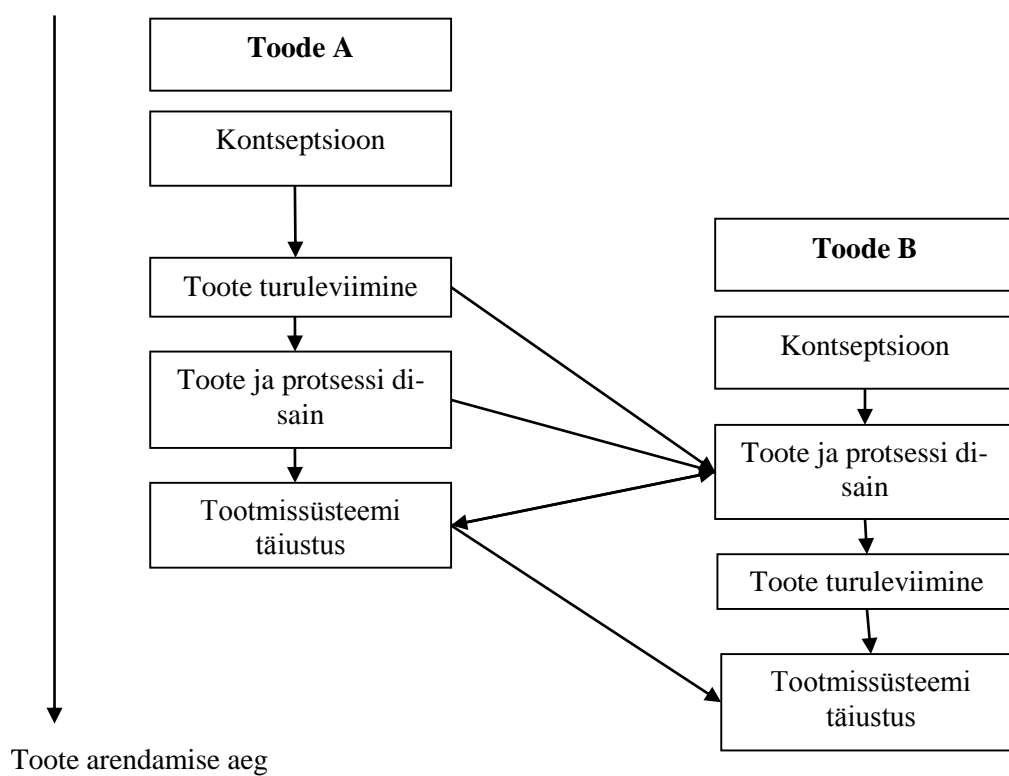 Toode A
Kontseptsioon
Toote turuleviimine
Toote ja protsessi di-
sain
Tootmissüsteemi
täiustus
Toode B
Kontseptsioon
Toote ja protsessi di-
sain
Toote turuleviimine
Tootmissüsteemi
täiustus
Toote arendamise aeg